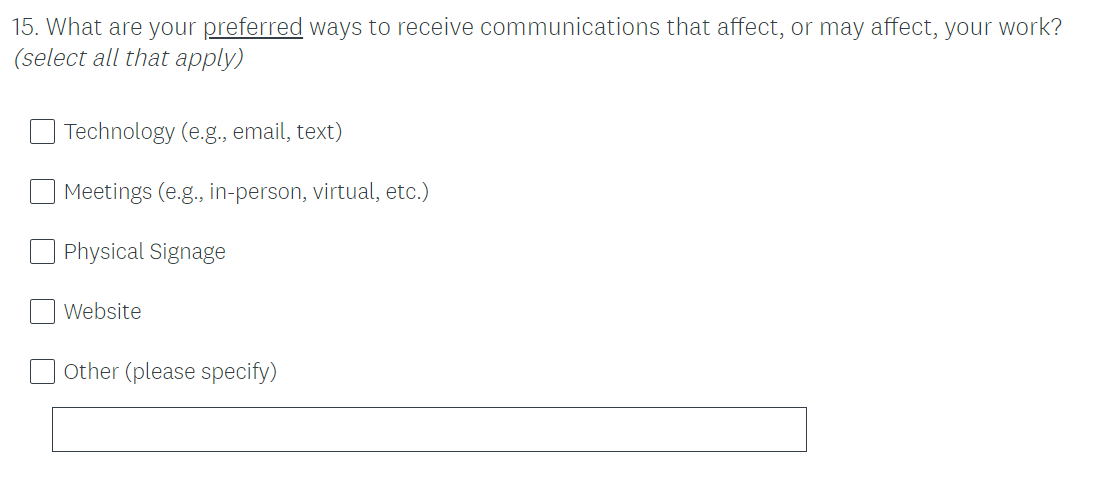 15. What are your preferred ways to receive communications that affect, or may affect, your work?
(select all that apply)
Technology (e.g., email, text)
Meetings (e.g., in-person, virtual, etc.)
Physical Signage
Website
Other (please specify)